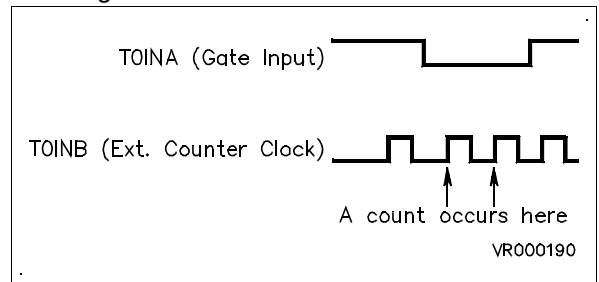 T0INA (Gate Input)
T0INB (Ext. Counter Clock)
A count occurs here
VR000190